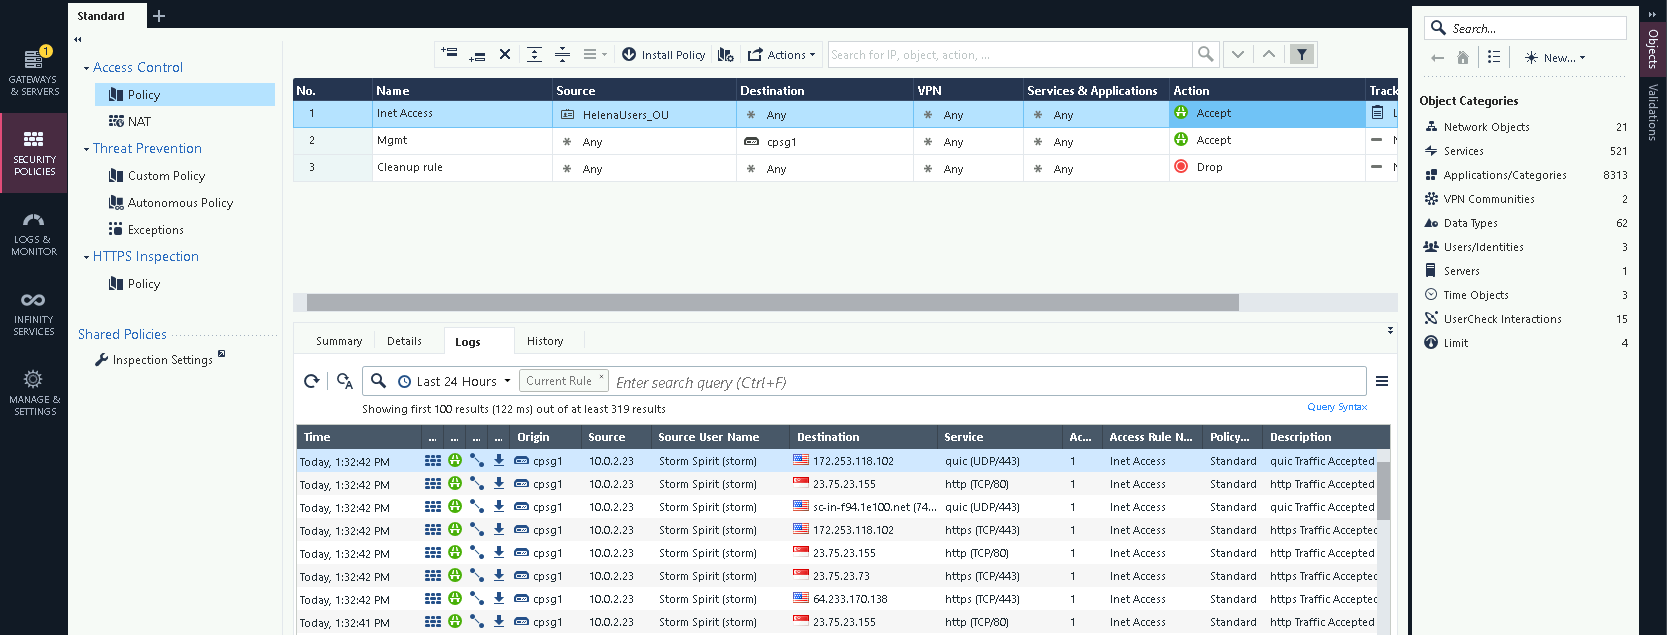 Standard
1
GATEWAYS
& SERVERS
SECURITY
POLICIES
LOGS &
MONITOR
INFINITY
SERVICES
MANAGE &
SETTINGS
Access Control
Policy
NAT
Threat Prevention
Custom Policy
Autonomous Policy
Exceptions
HTTPS Inspection
Policy
Shared Policies
Inspection Settings
Install Policy
Actions
Search for IP, object, action, ...
No. Name Source Destination VPN Services & Applications Action Track
1 Inet Access HelenaUsers_OU Any Any Any Accept
2 Mgmt Any cpsg1 Any Any Accept
3 Cleanup rule Any Any Any Any Drop
Summary Details Logs History
Last 24 Hours Current Rule x Enter search query (Ctrl+F)
Showing first 100 results (122 ms) out of at least 319 results
Query Syntax
Time ... ... ... ... Origin Source Source User Name Destination Service Ac... Access Rule N... Policy... Description
Today, 1:32:42 PM cpsg1 10.0.2.23 Storm Spirit (storm) 172.253.118.102 quic (UDP/443) 1 Inet Access Standard quic Traffic Accepted
Today, 1:32:42 PM cpsg1 10.0.2.23 Storm Spirit (storm) 23.75.23.155 http (TCP/80) 1 Inet Access Standard http Traffic Accepted
Today, 1:32:42 PM cpsg1 10.0.2.23 Storm Spirit (storm) sc-in-f94.1e100.net (74... quic (UDP/443) 1 Inet Access Standard quic Traffic Accepted
Today, 1:32:42 PM cpsg1 10.0.2.23 Storm Spirit (storm) 172.253.118.102 https (TCP/443) 1 Inet Access Standard https Traffic Accepted
Today, 1:32:42 PM cpsg1 10.0.2.23 Storm Spirit (storm) 23.75.23.155 http (TCP/80) 1 Inet Access Standard http Traffic Accepted
Today, 1:32:42 PM cpsg1 10.0.2.23 Storm Spirit (storm) 23.75.23.73 https (TCP/443) 1 Inet Access Standard https Traffic Accepted
Today, 1:32:42 PM cpsg1 10.0.2.23 Storm Spirit (storm) 64.233.170.138 https (TCP/443) 1 Inet Access Standard https Traffic Accepted
Today, 1:32:41 PM cpsg1 10.0.2.23 Storm Spirit (storm) 23.75.23.155 http (TCP/80) 1 Inet Access Standard http Traffic Accepted
Search...
New...
Object Categories
Network Objects 21
Services 521
Applications/Categories 8313
VPN Communities 2
Data Types 62
Users/Identities 3
Servers 1
Time Objects 3
UserCheck Interactions 15
Limit 4
Objects
Validations